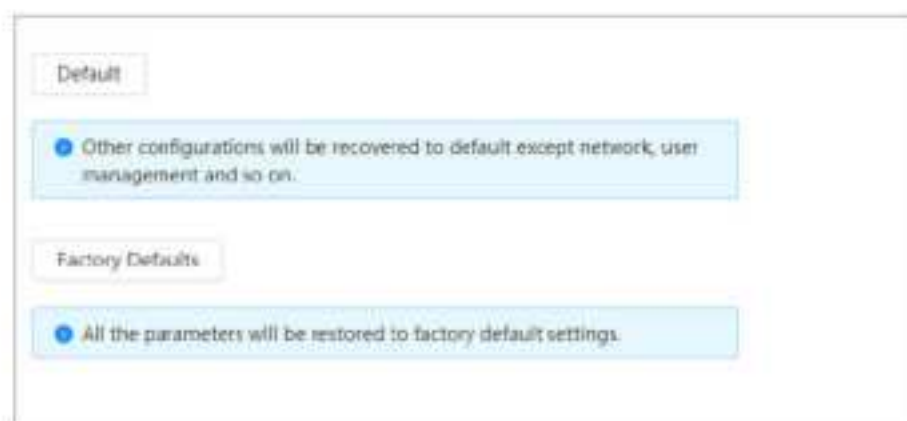 Default
Other configurations will be recovered to default except network, user
management and so on.
Factory Defaults
All the parameters will be restored to factory default settings.